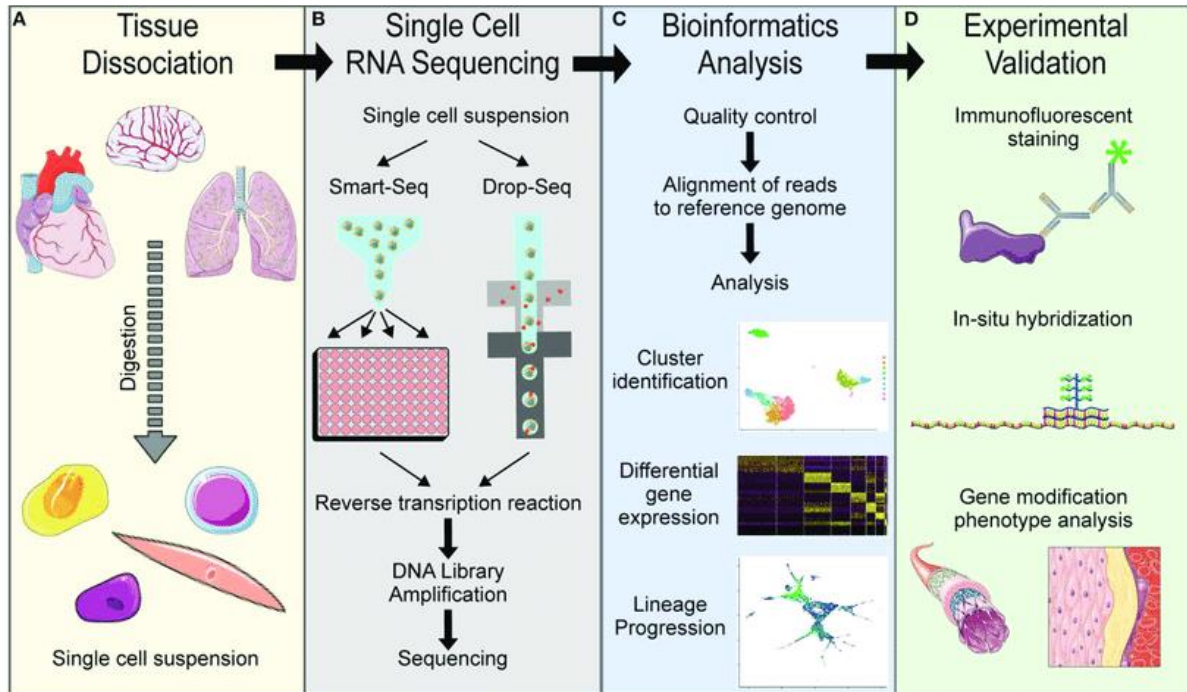 A
Tissue
Dissociation
Digestion
Single cell suspension
B
Single Cell
RNA Sequencing
Single cell suspension
Smart-Seq
Drop-Seq
Reverse transription reaction
DNA Library
Amplification
Sequencing
C
Bioinformatics
Analysis
Quality control
Alignment of reads
to reference genome
Analysis
Cluster
identification
Differential
gene
expression
Lineage
Progression
D
Experimental
Validation
Immunofluorescent
staining
In-situ hybridization
Gene modification
phenotype analysis